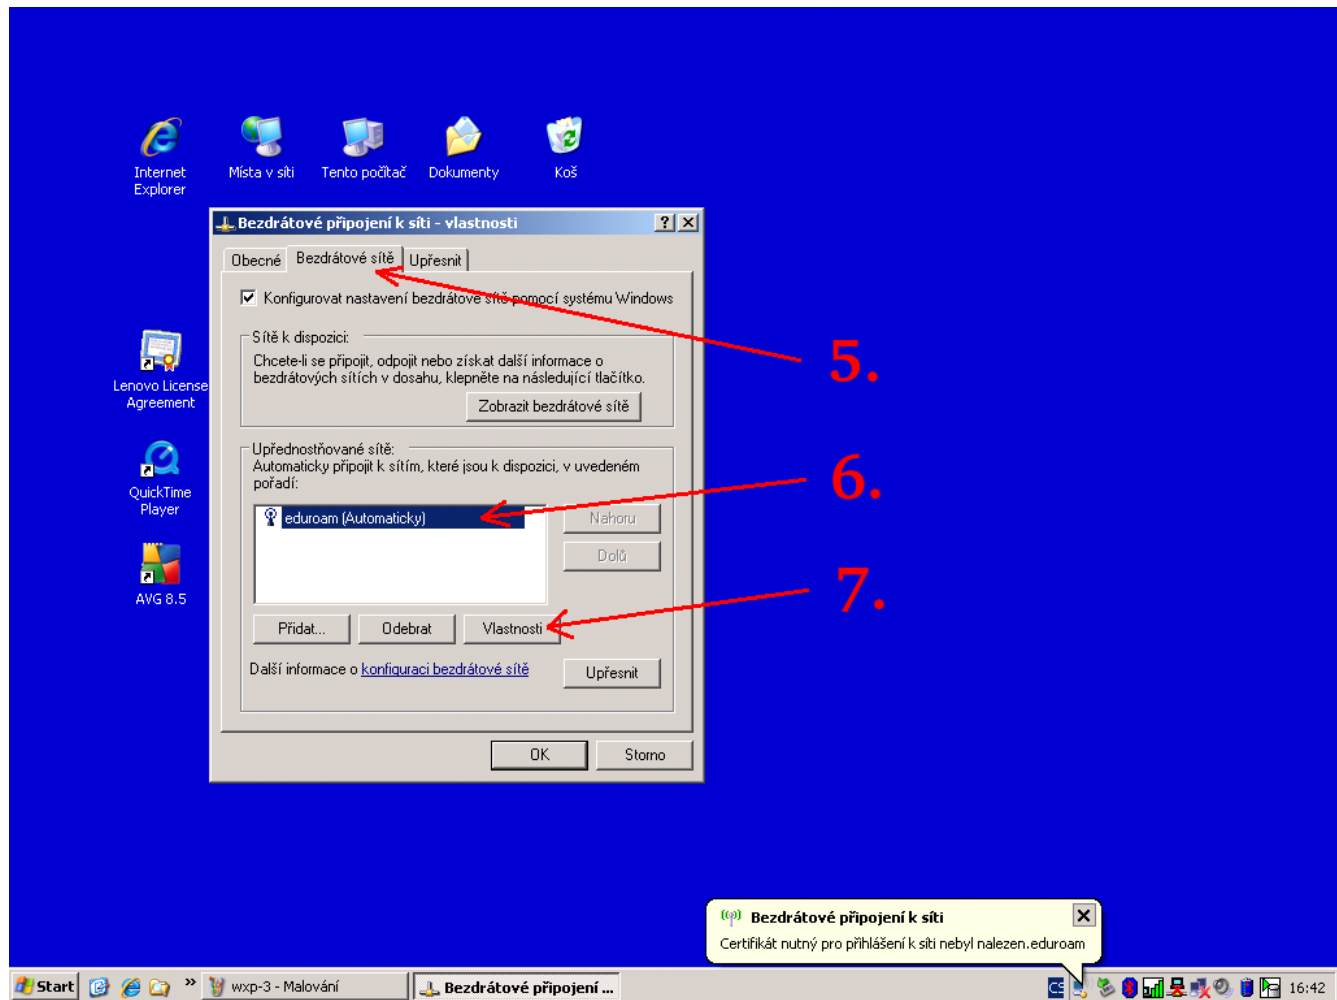 Internet
Explorer
Místa v síti
Tento počítač
Dokumenty
Koš
Bezdrátové připojení k síti - vlastnosti
Obecné
Bezdrátové sítě
Upřesnit
Konfigurovat nastavení bezdrátové sítě pomocí systému Windows
5.
Sítě k dispozici:
Chcete-li se připojit, odpojit nebo získat další informace o
bezdrátových sítích v dosahu, klepněte na následující tlačítko.
Zobrazit bezdrátové sítě
Lenovo License
Agreement
Upřednostňované sítě:
Automaticky připojit k sítím, které jsou k dispozici, v uvedeném
pořadí:
6.
QuickTime
Player
eduroam (Automaticky)
Nahoru
Dolů
AVG 8.5
7.
Přidat...
Odebrat
Vlastnosti
Další informace o konfiguraci bezdrátové sítě
Upřesnit
OK
Storno
Bezdrátové připojení k síti
Certifikát nutný pro přihlášení k síti nebyl nalezen.eduroam
Start
wxp-3 - Malování
Bezdrátové připojení ...
CS
16:42